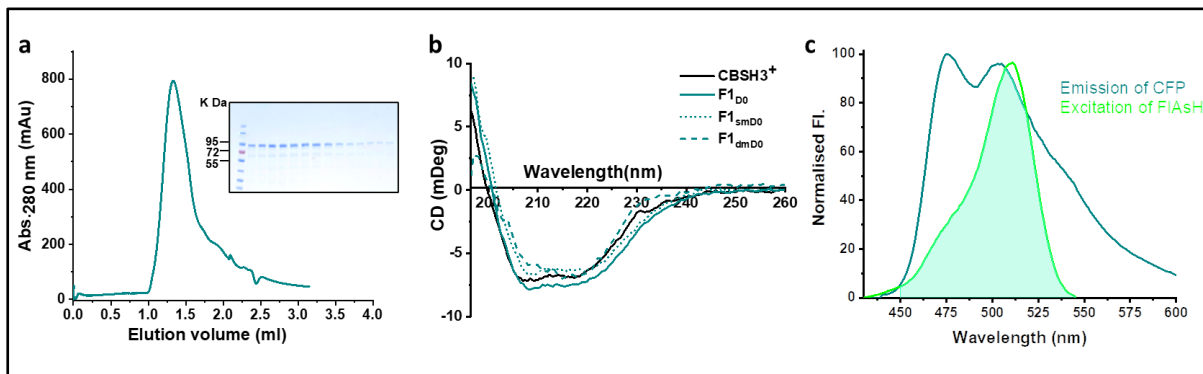 a
Abs-280 nm (mAu)
800
600
400
200
0
0.0 0.5 1.0 1.5 2.0 2.5 3.0 3.5 4.0
Elution volume (ml)
K Da
95
72
55
b
CD (mDeg)
10
5
0
-5
-10
CBSH3+
F1D0
F1smD0
F1dmD0
Wavelength(nm)
200 210 220 230 240 250 260
c
Normalised Fl.
100
80
60
40
20
0
Emission of CFP
Excitation of FlAsH
450 475 500 525 550 575 600
Wavelength (nm)